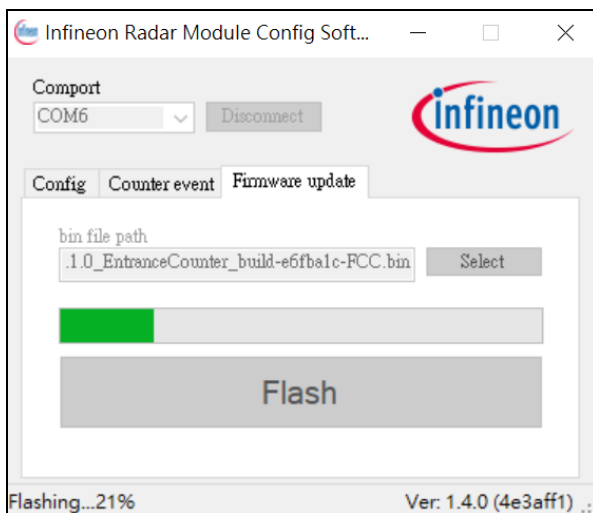 Infineon Radar Module Config Soft...
Comport
COM6
Disconnect
infineon
Config
Counter event
Firmware update
bin file path
.1.0_EntranceCounter_build-e6fba1c-FCC.bin
Select
Flash
Flashing...21%
Ver: 1.4.0 (4e3aff1)